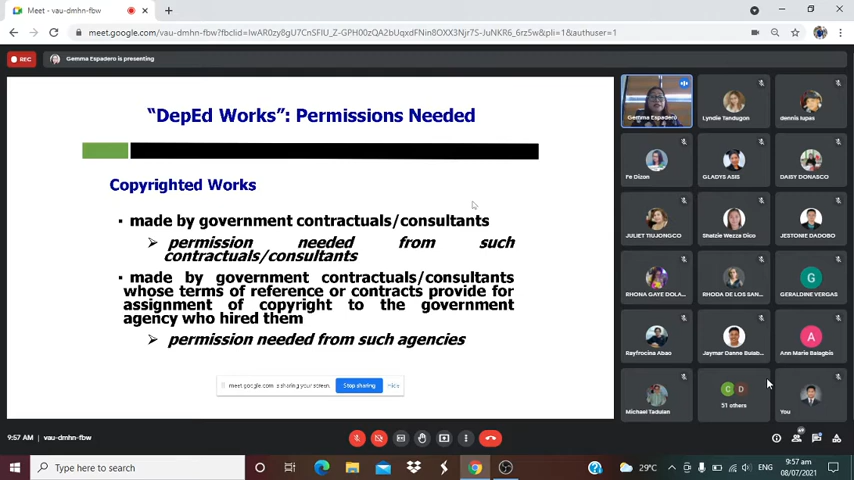 Meet - vau-dmhn-fbw
meet.google.com/vau-dmhn-fbw?fbclid=IwAR0zy8gU7CnSFIU_Z-GPH00zQA2bUqxdFNin8OXX3Njr7S-JuNKR6_6rz5w&pli=1&authuser=1
REC
Gemma Espadero is presenting
“DepEd Works”: Permissions Needed
Copyrighted Works
▪ made by government contractuals/consultants
➢ permission needed from such
contractuals/consultants
▪ made by government contractuals/consultants
whose terms of reference or contracts provide for
assignment of copyright to the government
agency who hired them
➢ permission needed from such agencies
meet.google.com is sharing your screen. Stop sharing Hide
Gemma Espadero
Lyndie Tandugon
dennis lupas
Fe Dizon
GLADYS ASIS
DAISY DONASCO
JULIET TIUJONGCO
Shatzie Wezza Dico
JESTONIE DADOBO
RHONA GAYE DOLA...
RHODA DE LOS SAN...
G
GERALDINE VERGAS
Rayfrocina Abao
Jaymar Danne Bulab...
A
Ann Marie Balagbis
Michael Tadulan
C D
51 others
You
9:57 AM vau-dmhn-fbw
Type here to search
29°C
ENG
9:57 am
08/07/2021